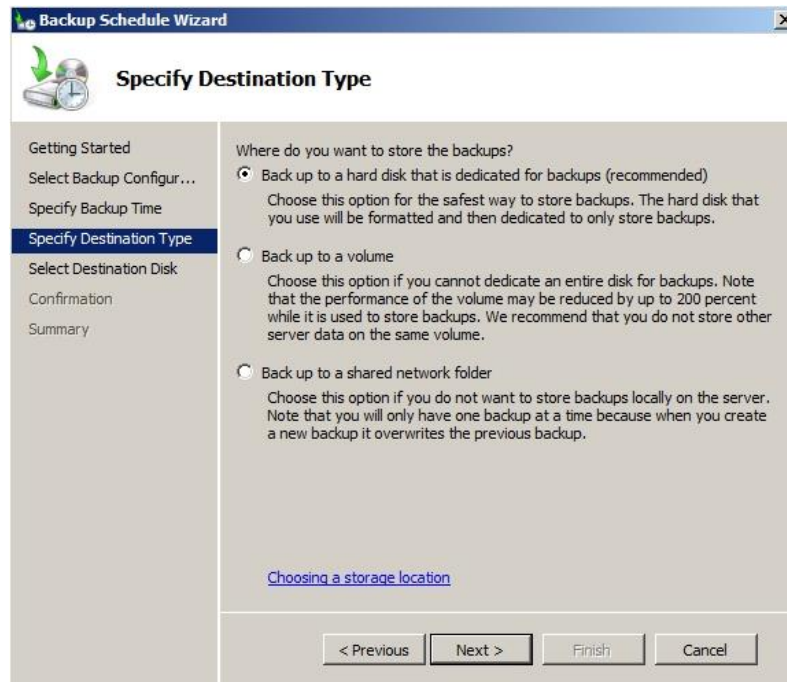 Backup Schedule Wizard
Specify Destination Type
Getting Started
Select Backup Configur...
Specify Backup Time
Specify Destination Type
Select Destination Disk
Confirmation
Summary
Where do you want to store the backups?
Back up to a hard disk that is dedicated for backups (recommended)
Choose this option for the safest way to store backups. The hard disk that
you use will be formatted and then dedicated to only store backups.
Back up to a volume
Choose this option if you cannot dedicate an entire disk for backups. Note
that the performance of the volume may be reduced by up to 200 percent
while it is used to store backups. We recommend that you do not store other
server data on the same volume.
Back up to a shared network folder
Choose this option if you do not want to store backups locally on the server.
Note that you will only have one backup at a time because when you create
a new backup it overwrites the previous backup.
Choosing a storage location
< Previous
Next >
Finish
Cancel